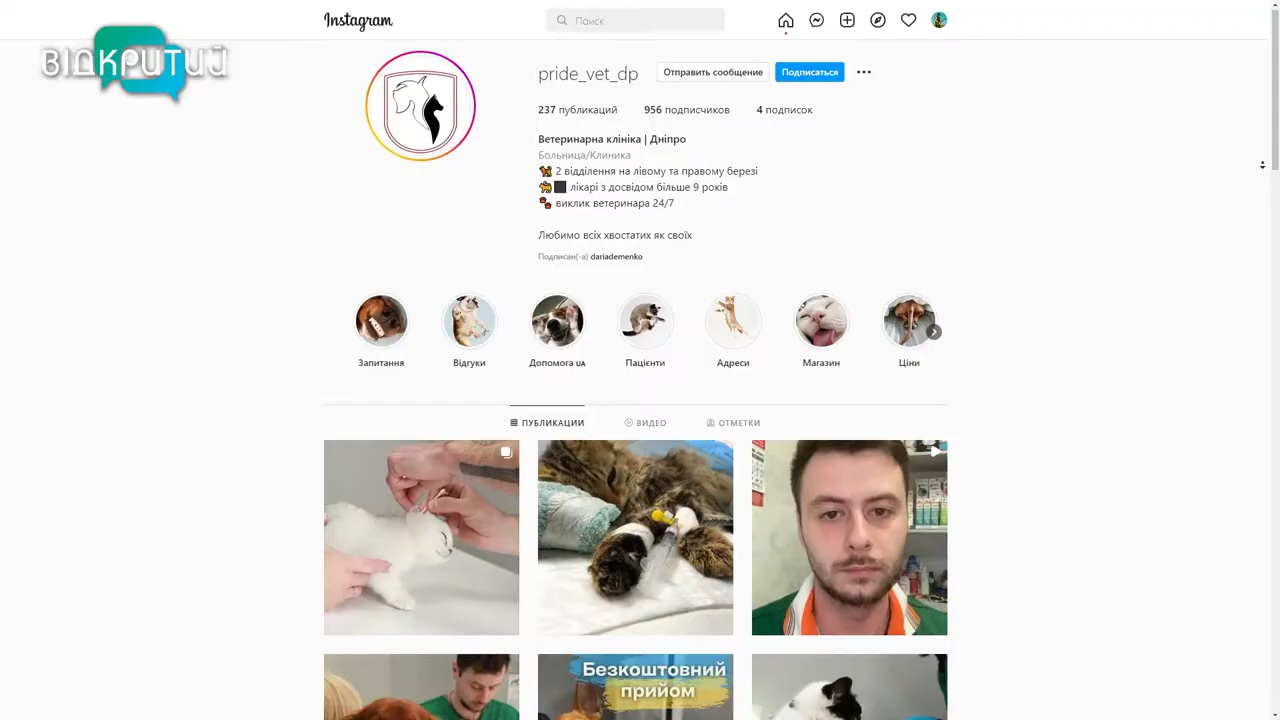 Instagram
Поиск
ВІДКРИТИЙ
pride_vet_dp
Отправить сообщение
Подписаться
237 публикаций 956 подписчиков 4 подписок
Ветеринарна клініка | Дніпро
Больница/Клиника
2 відділення на лівому та правому березі
лікарі з досвідом більше 9 років
виклик ветеринара 24/7
Любимо всіх хвостатих як своїх
Подписан(-а) dariademenko
Запитання Відгуки Допомога UA Пацієнти Адреси Магазин Ціни
ПУБЛИКАЦИИ ВИДЕО ОТМЕТКИ
Безкоштовний
прийом